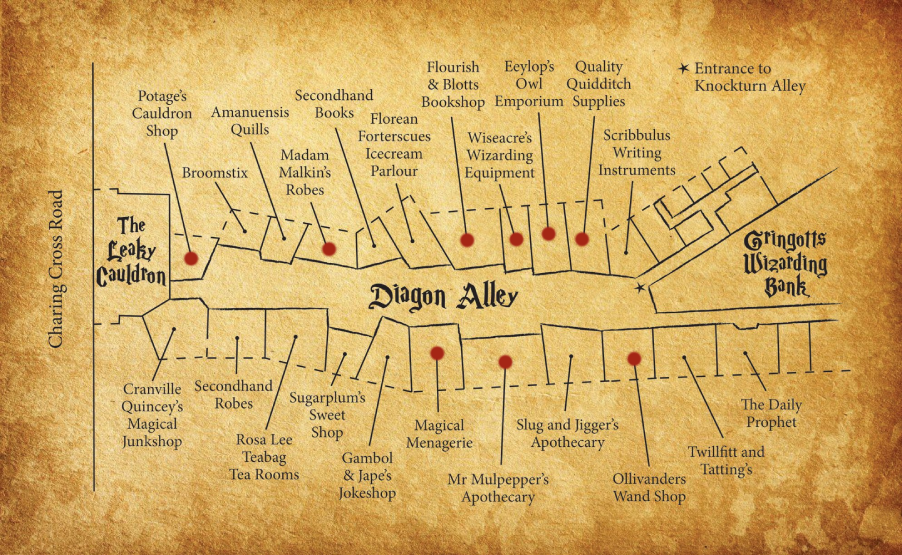 Flourish
& Blotts
Bookshop
Eeylop's
Owl
Emporium
Quality
Quidditch
Supplies
Entrance to
Knockturn Alley
Potage's
Cauldron
Shop
Amanuensis
Quills
Secondhand
Books
Florean
Forterscues
Icecream
Parlour
Madam
Malkin's
Robes
Broomstix
Wiseacre's
Wizarding
Equipment
Scribbulus
Writing
Instruments
Charing Cross Road
The
Leaky
Cauldron
Diagon Alley
Gringotts
Wizarding
Bank
Cranville
Quincey's
Magical
Junkshop
Secondhand
Robes
Rosa Lee
Teabag
Tea Rooms
Sugarplum's
Sweet
Shop
Gambol
& Jape's
Jokeshop
Magical
Menagerie
Mr Mulpepper's
Apothecary
Slug and Jigger's
Apothecary
Ollivanders
Wand Shop
Twillfitt and
Tatting's
The Daily
Prophet